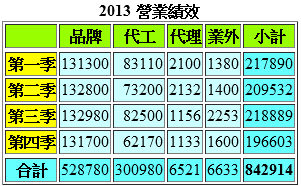 2013 營業績效
品牌 代工 代理 業外 小計
第一季 131300 83110 2100 1380 217890
第二季 132800 73200 2132 1400 209532
第三季 132980 82500 1156 2253 218889
第四季 131700 62170 1133 1600 196603
合計 528780 300980 6521 6633 842914